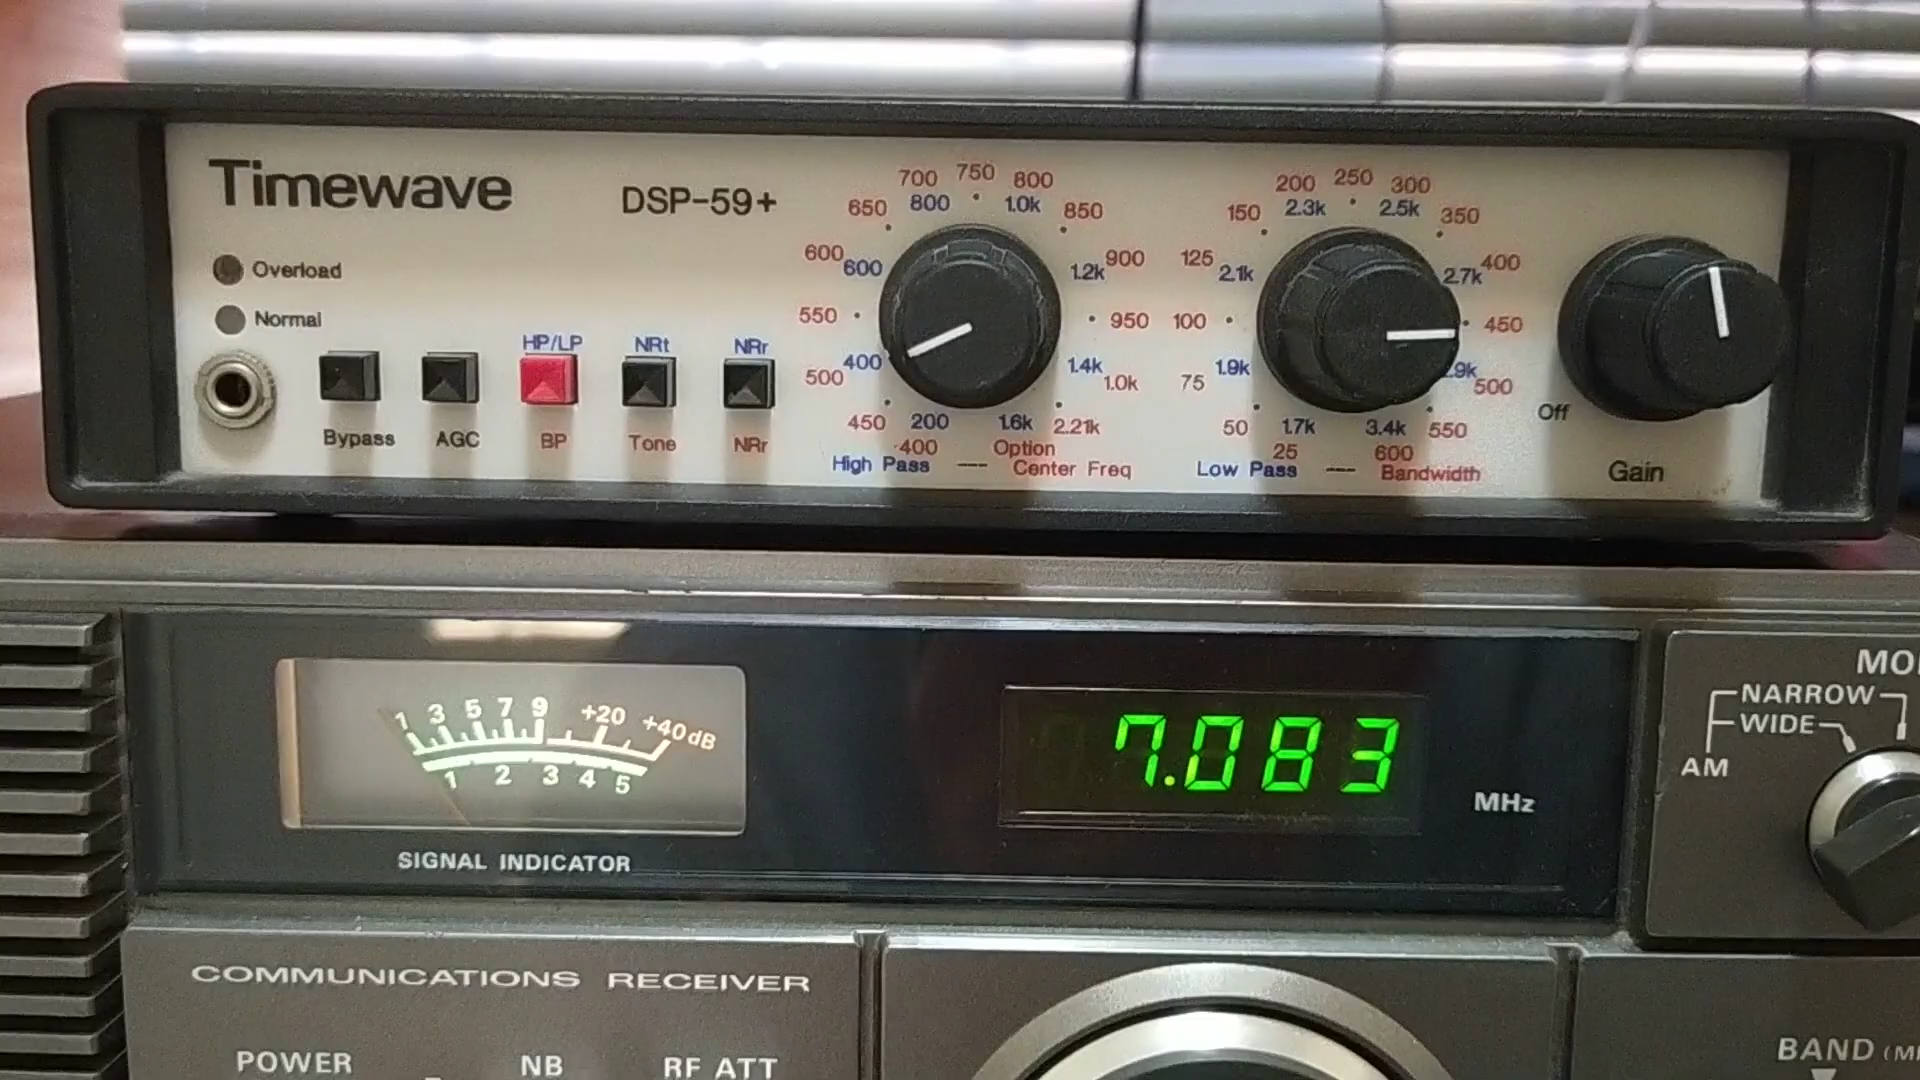 Timewave
DSP-59+
Overload
Normal
HP/LP
NRt
NRr
Bypass
AGC
BP
Tone
NRr
700 750 800
650 800 1.0k 850
600 600 1.2k 900
550 950
500 400 1.4k 1.0k
450 200 1.6k 2.21k
400 Option
High Pass --- Center Freq
200 250 300
150 2.3k 2.5k 350
125 2.1k 2.7k 400
100 450
75 1.9k .9k 500
50 1.7k 3.4k 550
25 600
Low Pass --- Bandwidth
Off
Gain
1 3 5 7 9 +20 +40dB
1 2 3 4 5
SIGNAL INDICATOR
7.083
MHz
NARROW
WIDE
AM
COMMUNICATIONS RECEIVER
POWER
NB
RF ATT
BAND